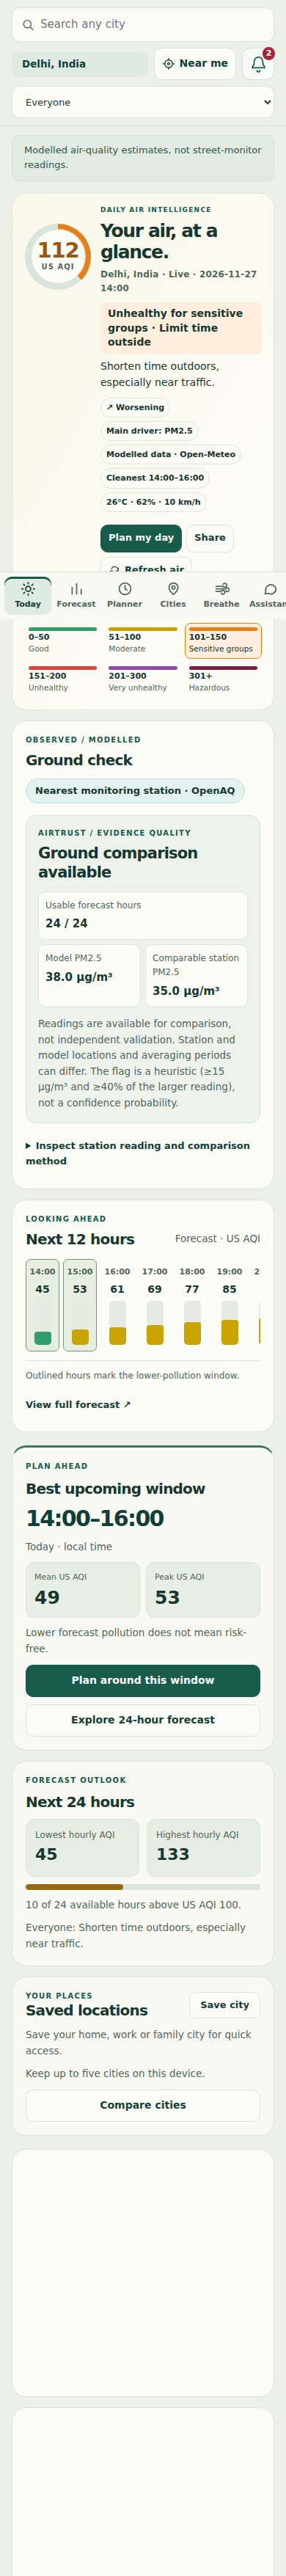 Search any city
Delhi, India
Near me
2
Everyone
Modelled air-quality estimates, not street-monitor
readings.
DAILY AIR INTELLIGENCE
112
US AQI
Your air, at a
glance.
Delhi, India · Live · 2026-11-27
14:00
Unhealthy for sensitive
groups · Limit time
outside
Shorten time outdoors,
especially near traffic.
↗ Worsening
Main driver: PM2.5
Modelled data · Open-Meteo
Cleanest 14:00–16:00
26°C · 62% · 10 km/h
Plan my day
Share
Refresh air
Today
Forecast
Planner
Cities
Breathe
Assistan
0–50
Good
51–100
Moderate
101–150
Sensitive groups
151–200
Unhealthy
201–300
Very unhealthy
301+
Hazardous
OBSERVED / MODELLED
Ground check
Nearest monitoring station · OpenAQ
AIRTRUST / EVIDENCE QUALITY
Ground comparison
available
Usable forecast hours
24 / 24
Model PM2.5
38.0 µg/m³
Comparable station
PM2.5
35.0 µg/m³
Readings are available for comparison,
not independent validation. Station and
model locations and averaging periods
can differ. The flag is a heuristic (≥15
µg/m³ and ≥40% of the larger reading),
not a confidence probability.
▶ Inspect station reading and comparison
method
LOOKING AHEAD
Next 12 hours
Forecast · US AQI
14:00 15:00 16:00 17:00 18:00 19:00 2
45 53 61 69 77 85
Outlined hours mark the lower-pollution window.
View full forecast ↗
PLAN AHEAD
Best upcoming window
14:00–16:00
Today · local time
Mean US AQI
49
Peak US AQI
53
Lower forecast pollution does not mean risk-
free.
Plan around this window
Explore 24-hour forecast
FORECAST OUTLOOK
Next 24 hours
Lowest hourly AQI
45
Highest hourly AQI
133
10 of 24 available hours above US AQI 100.
Everyone: Shorten time outdoors, especially
near traffic.
YOUR PLACES
Saved locations
Save city
Save your home, work or family city for quick
access.
Keep up to five cities on this device.
Compare cities